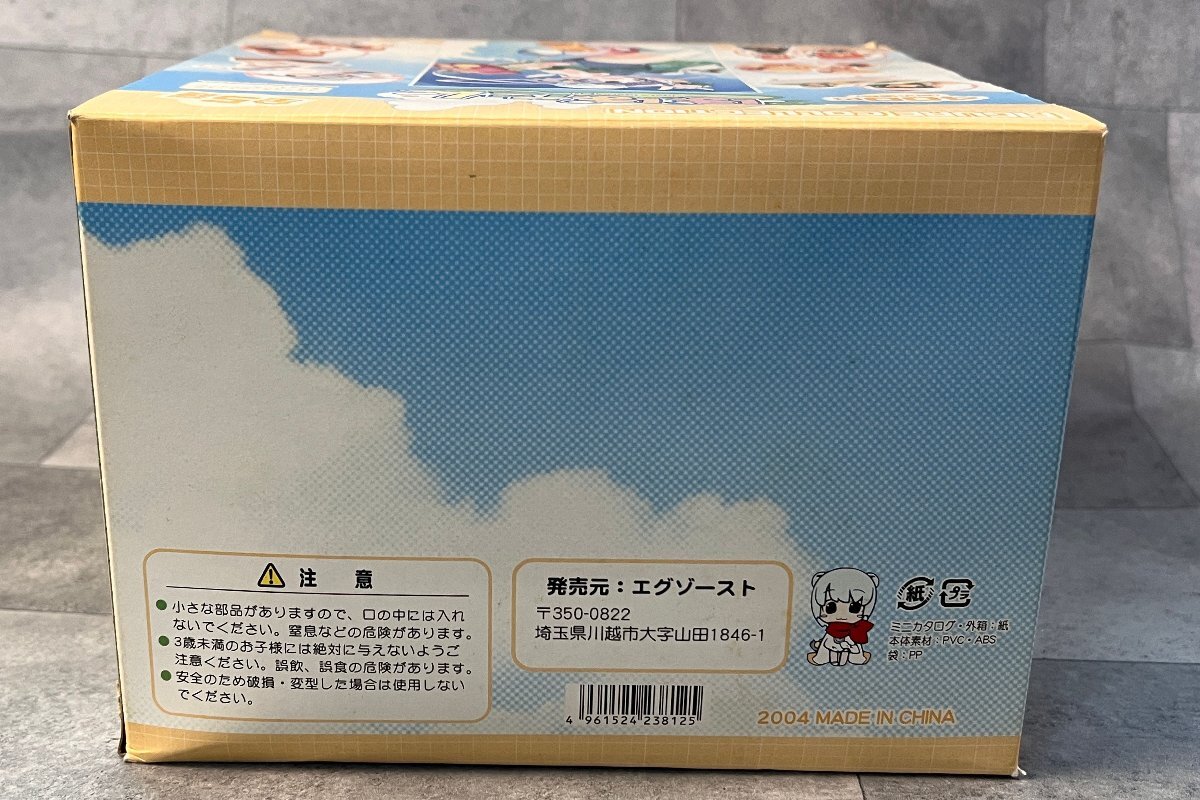 注 意
● 小さな部品がありますので、口の中には入れ
ないでください。窒息などの危険があります。
● 3歳未満のお子様には絶対に与えないようご
注意ください。誤飲、誤食の危険があります。
● 安全のため破損・変型した場合は使用しない
でください。
発売元：エグゾースト
〒350-0822
埼玉県川越市大字山田1846-1
紙
プラ
ミニカタログ・外箱：紙
本体素材：PVC・ABS
袋：PP
4 961524 238125
2004 MADE IN CHINA